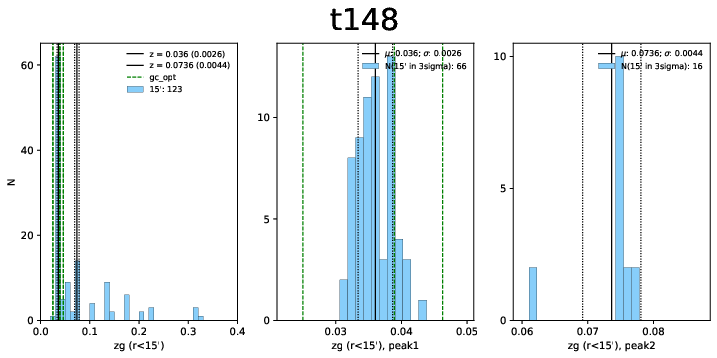 t148
z = 0.036 (0.0026)
z = 0.0736 (0.0044)
gc_opt
15': 123
N
60
40
20
0
0.0 0.1 0.2 0.3 0.4
zg (r<15')
μ: 0.036; σ: 0.0026
N(15' in 3sigma): 66
10
5
0
0.03 0.04 0.05
zg (r<15'), peak1
μ: 0.0736; σ: 0.0044
N(15' in 3sigma): 16
10
5
0
0.06 0.07 0.08
zg (r<15'), peak2